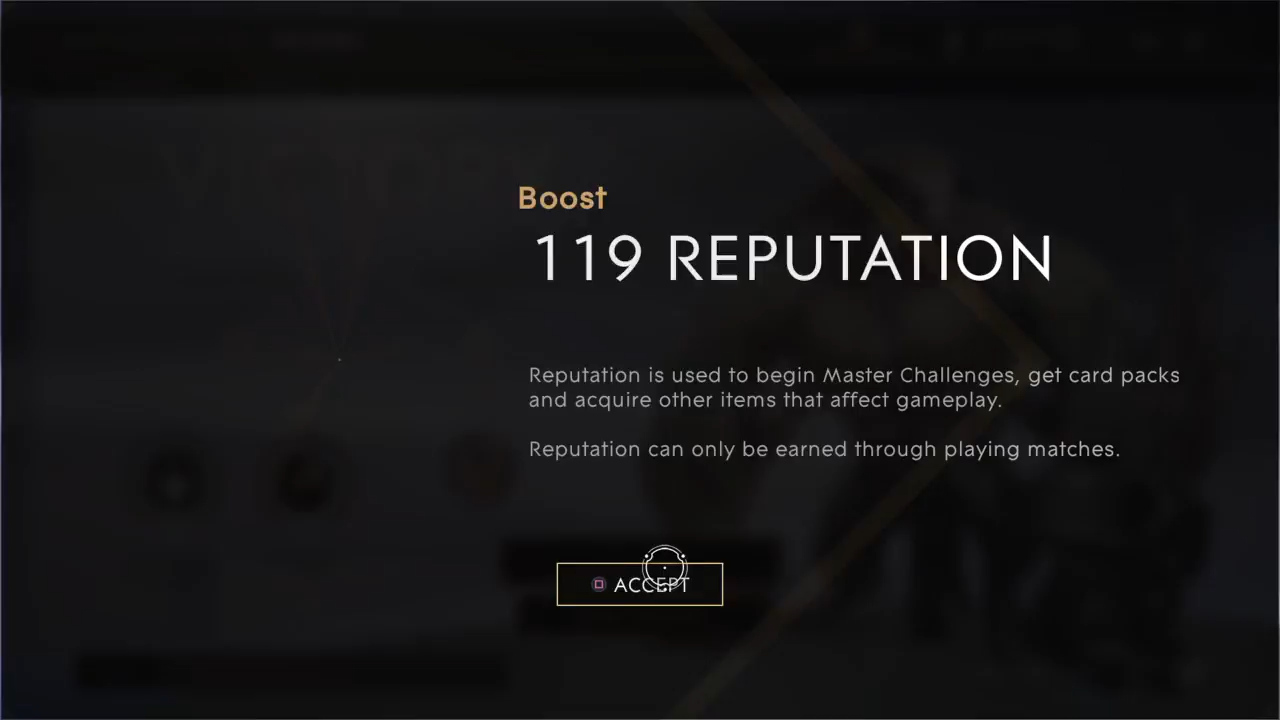 Boost
119 REPUTATION
Reputation is used to begin Master Challenges, get card packs
and acquire other items that affect gameplay.
Reputation can only be earned through playing matches.
ACCEPT